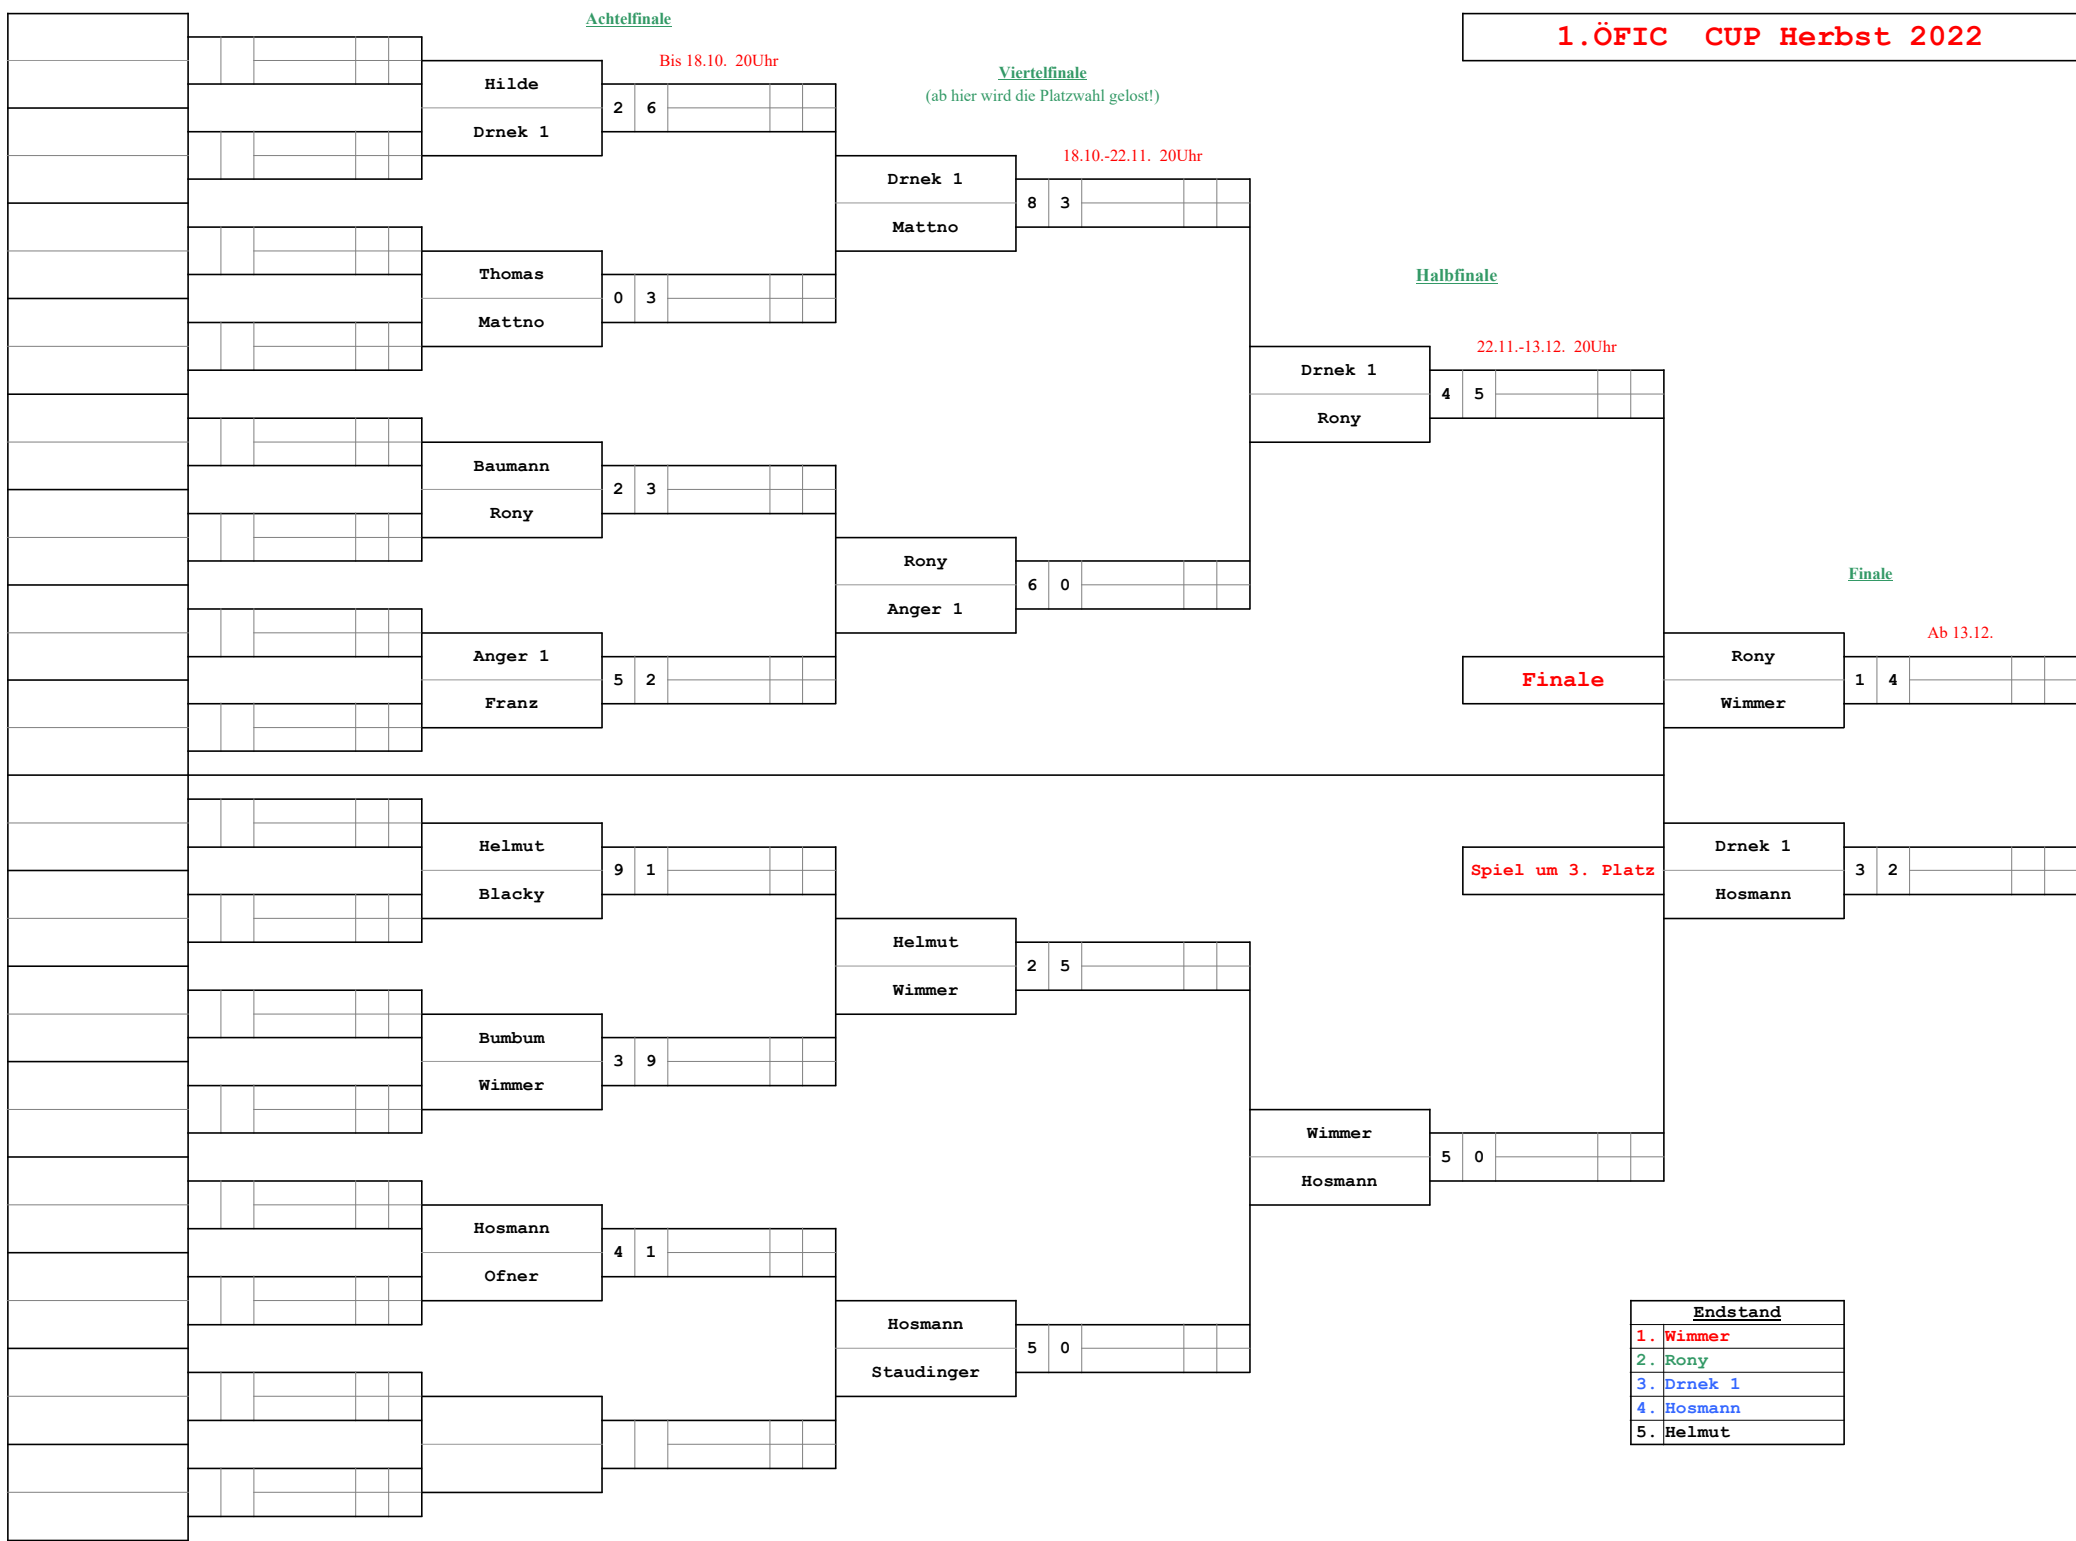 1.ÖFIC CUP Herbst 2022
Achtelfinale
Bis 18.10. 20Uhr
Hilde
2 6
Drnek 1
Thomas
0 3
Mattno
Baumann
2 3
Rony
Anger 1
5 2
Franz
Helmut
9 1
Blacky
Bumbum
3 9
Wimmer
Hosmann
4 1
Ofner
Viertelfinale
(ab hier wird die Platzwahl gelost!)
18.10.-22.11. 20Uhr
Drnek 1
8 3
Mattno
Rony
6 0
Anger 1
Helmut
2 5
Wimmer
Hosmann
5 0
Staudinger
Halbfinale
22.11.-13.12. 20Uhr
Drnek 1
4 5
Rony
Wimmer
5 0
Hosmann
Finale
Ab 13.12.
Finale
Rony
1 4
Wimmer
Spiel um 3. Platz
Drnek 1
3 2
Hosmann
Endstand
1. Wimmer
2. Rony
3. Drnek 1
4. Hosmann
5. Helmut